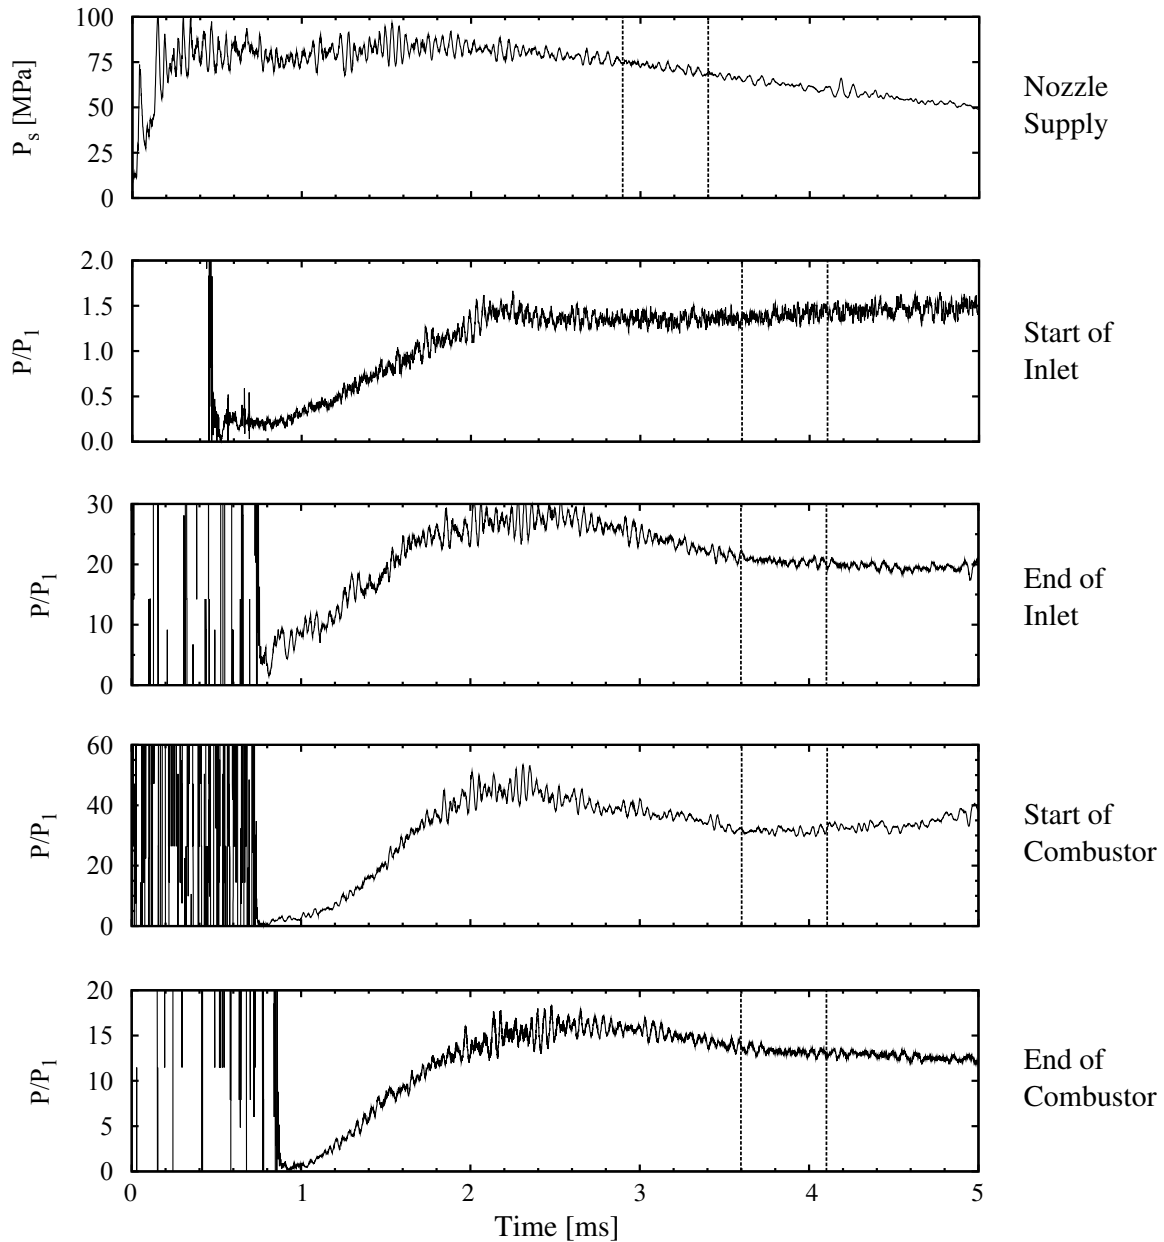 100
75
50
25
0
P_s [MPa]
Nozzle
Supply
2.0
1.5
1.0
0.5
0.0
P/P_1
Start of
Inlet
30
20
10
0
P/P_1
End of
Inlet
60
40
20
0
P/P_1
Start of
Combustor
20
15
10
5
0
P/P_1
End of
Combustor
0 1 2 3 4 5
Time [ms]